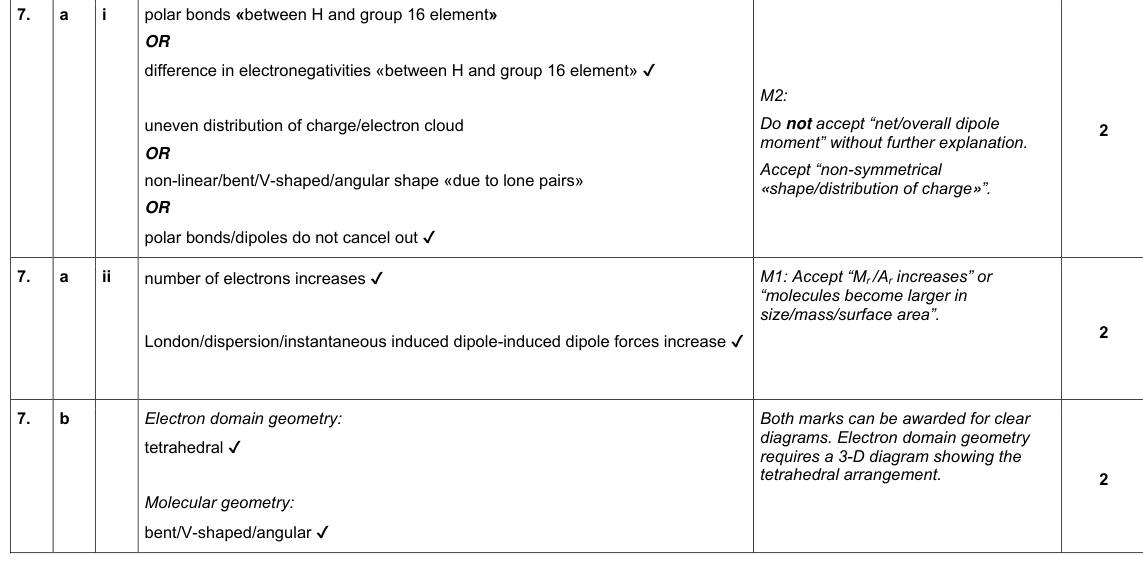 7. a i polar bonds «between H and group 16 element»
OR
difference in electronegativities «between H and group 16 element» ✓
uneven distribution of charge/electron cloud
OR
non-linear/bent/V-shaped/angular shape «due to lone pairs»
OR
polar bonds/dipoles do not cancel out ✓
M2:
Do not accept “net/overall dipole
moment” without further explanation.
Accept “non-symmetrical
«shape/distribution of charge»”.
2
7. a ii number of electrons increases ✓
London/dispersion/instantaneous induced dipole-induced dipole forces increase ✓
M1: Accept “Mr/Ar increases” or
“molecules become larger in
size/mass/surface area”.
2
7. b Electron domain geometry:
tetrahedral ✓
Molecular geometry:
bent/V-shaped/angular ✓
Both marks can be awarded for clear
diagrams. Electron domain geometry
requires a 3-D diagram showing the
tetrahedral arrangement.
2